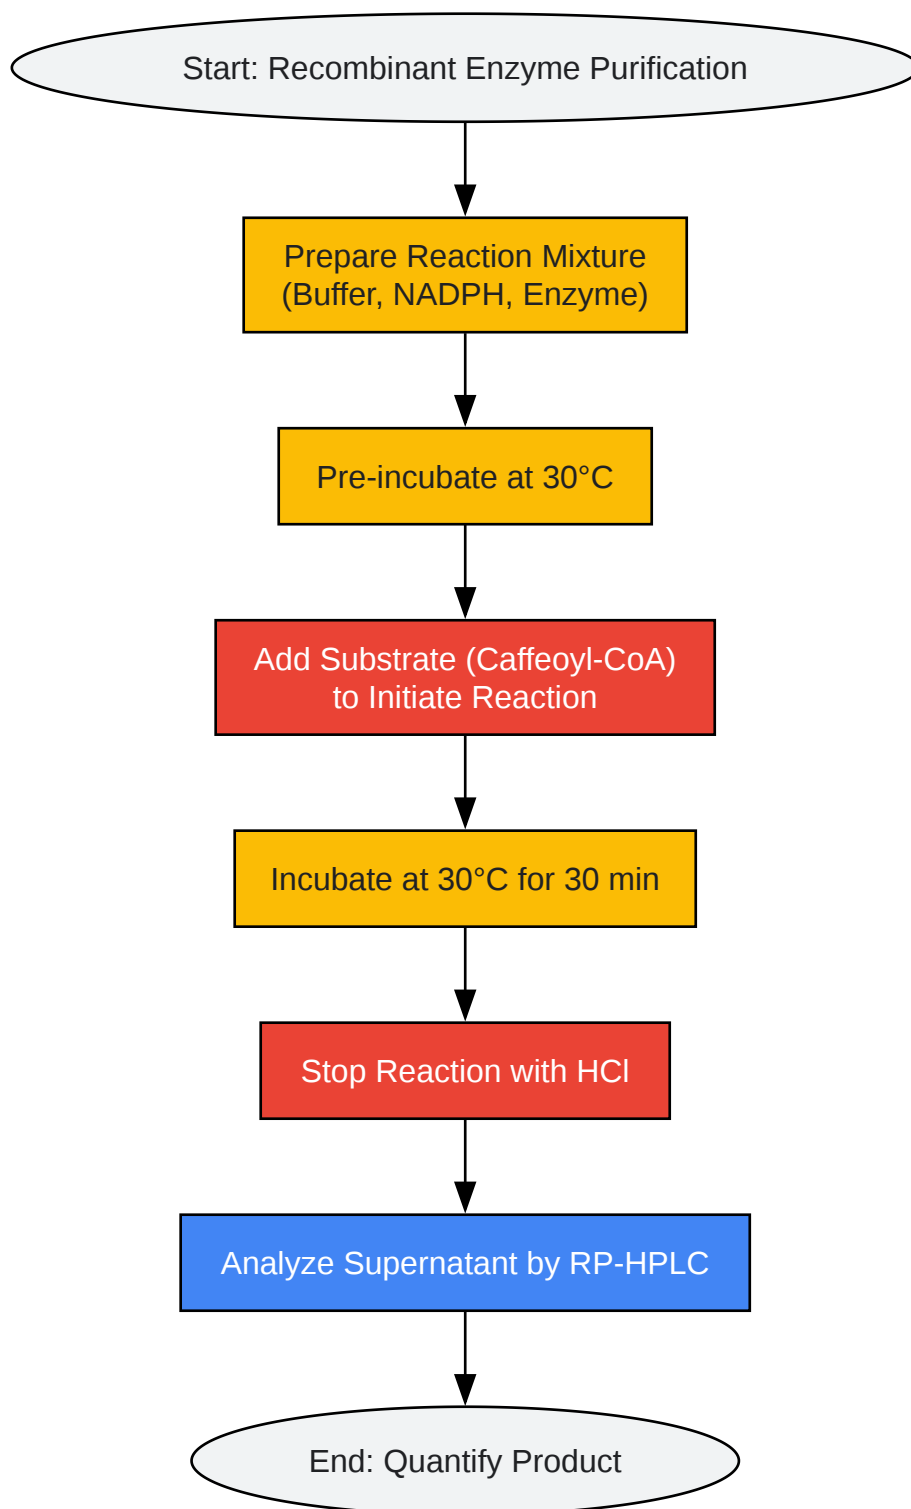 Start: Recombinant Enzyme Purification
Prepare Reaction Mixture
(Buffer, NADPH, Enzyme)
Pre-incubate at 30°C
Add Substrate (Caffeoyl-CoA)
to Initiate Reaction
Incubate at 30°C for 30 min
Stop Reaction with HCl
Analyze Supernatant by RP-HPLC
End: Quantify Product